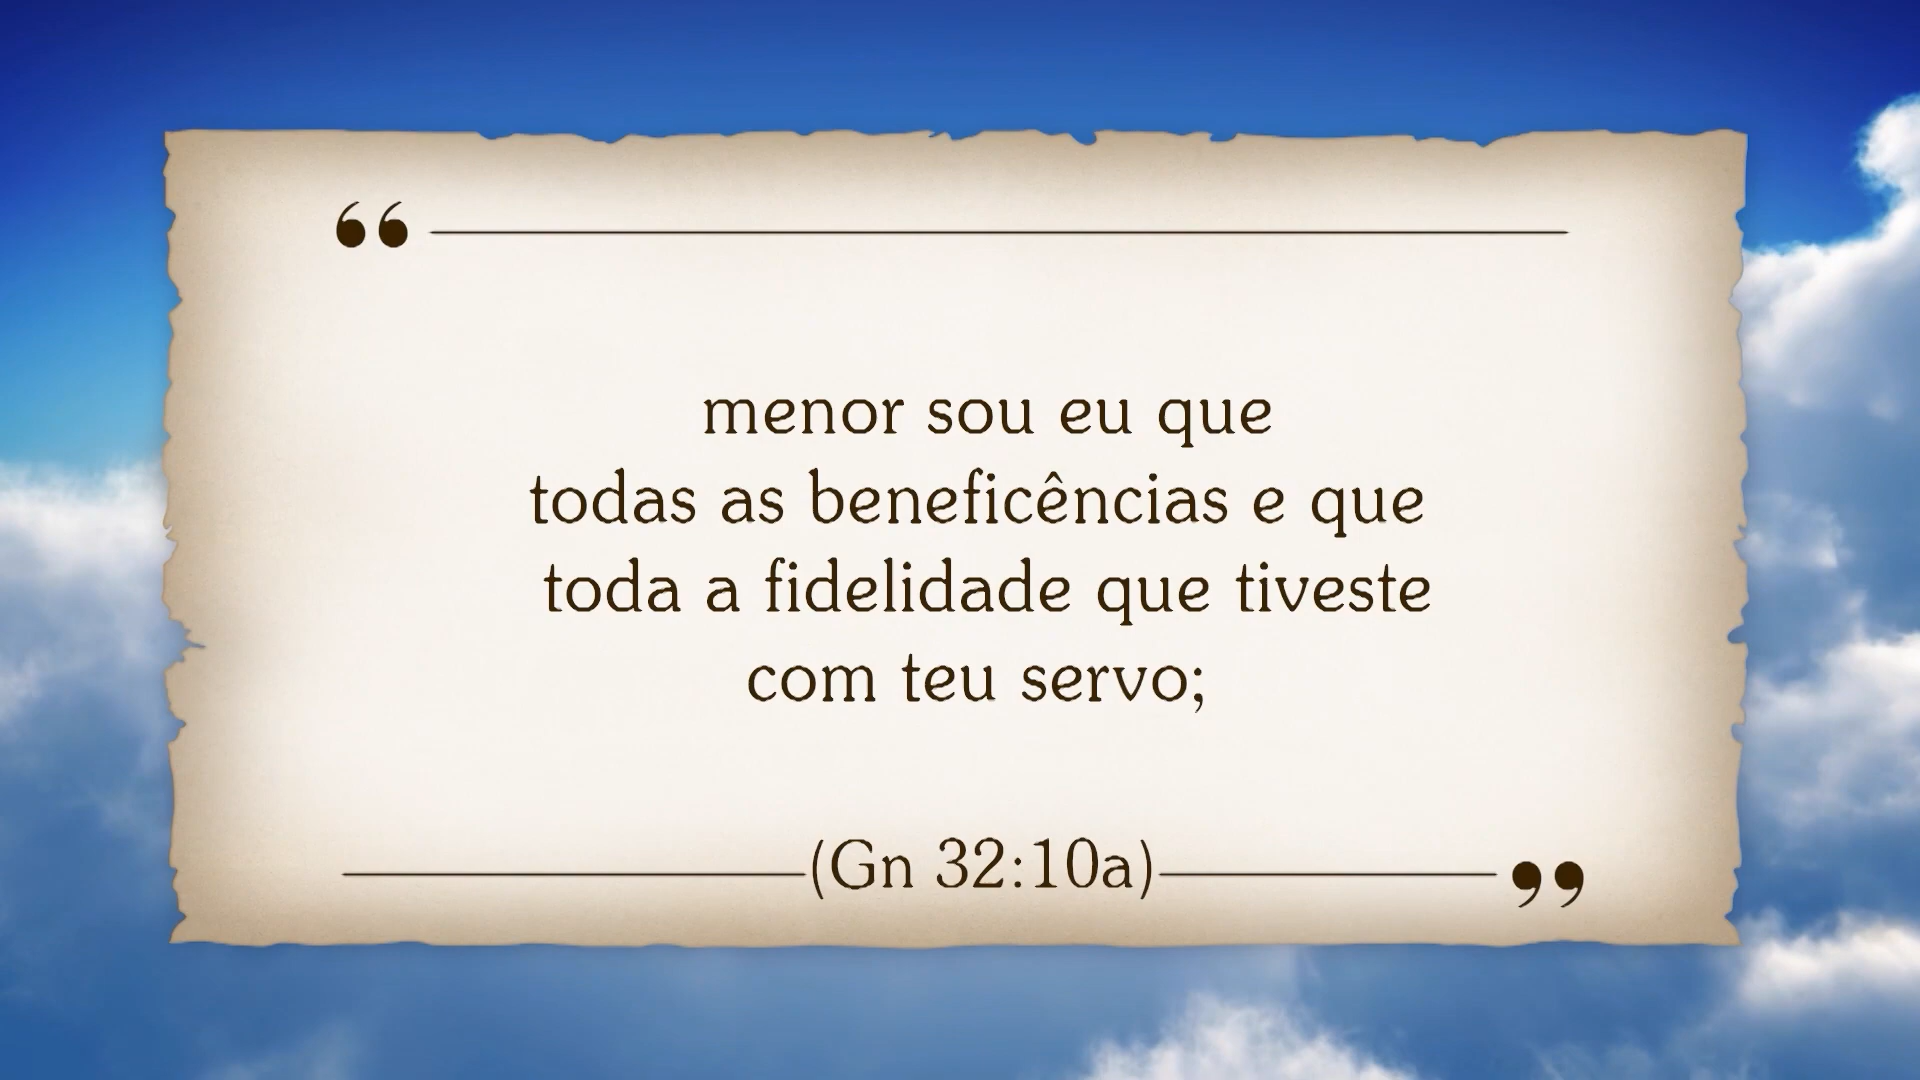 “
menor sou eu que
todas as beneficências e que
toda a fidelidade que tiveste
com teu servo;
(Gn 32:10a)
”